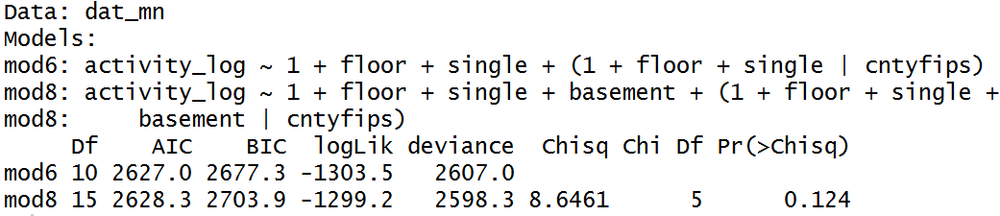 Data: dat_mn
Models:
mod6: activity_log ~ 1 + floor + single + (1 + floor + single | cntyfips)
mod8: activity_log ~ 1 + floor + single + basement + (1 + floor + single +
mod8:     basement | cntyfips)
     Df    AIC    BIC  logLik deviance  Chisq Chi Df Pr(>Chisq)
mod6 10 2627.0 2677.3 -1303.5   2607.0
mod8 15 2628.3 2703.9 -1299.2   2598.3 8.6461      5      0.124